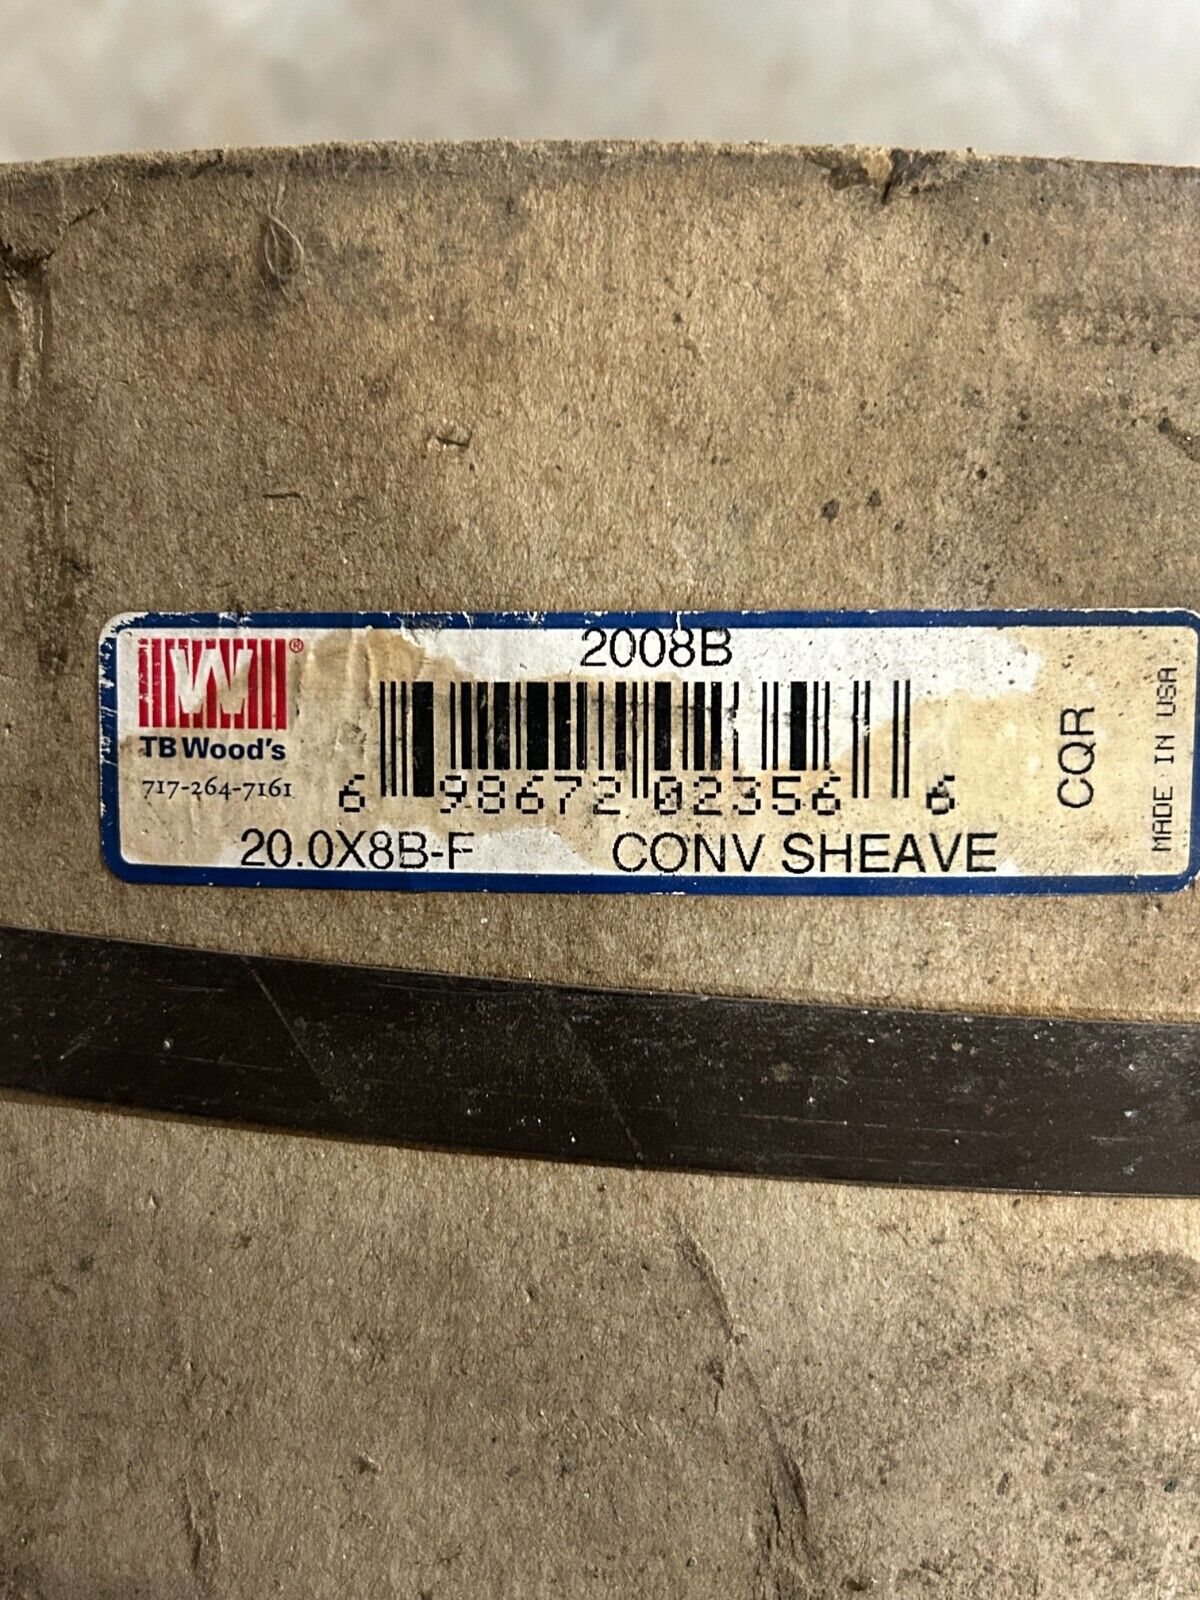 2008B
W®
TB Wood's
717-264-7161
6 98672 02356 6
20.0X8B-F CONV SHEAVE
CQR
MADE IN USA